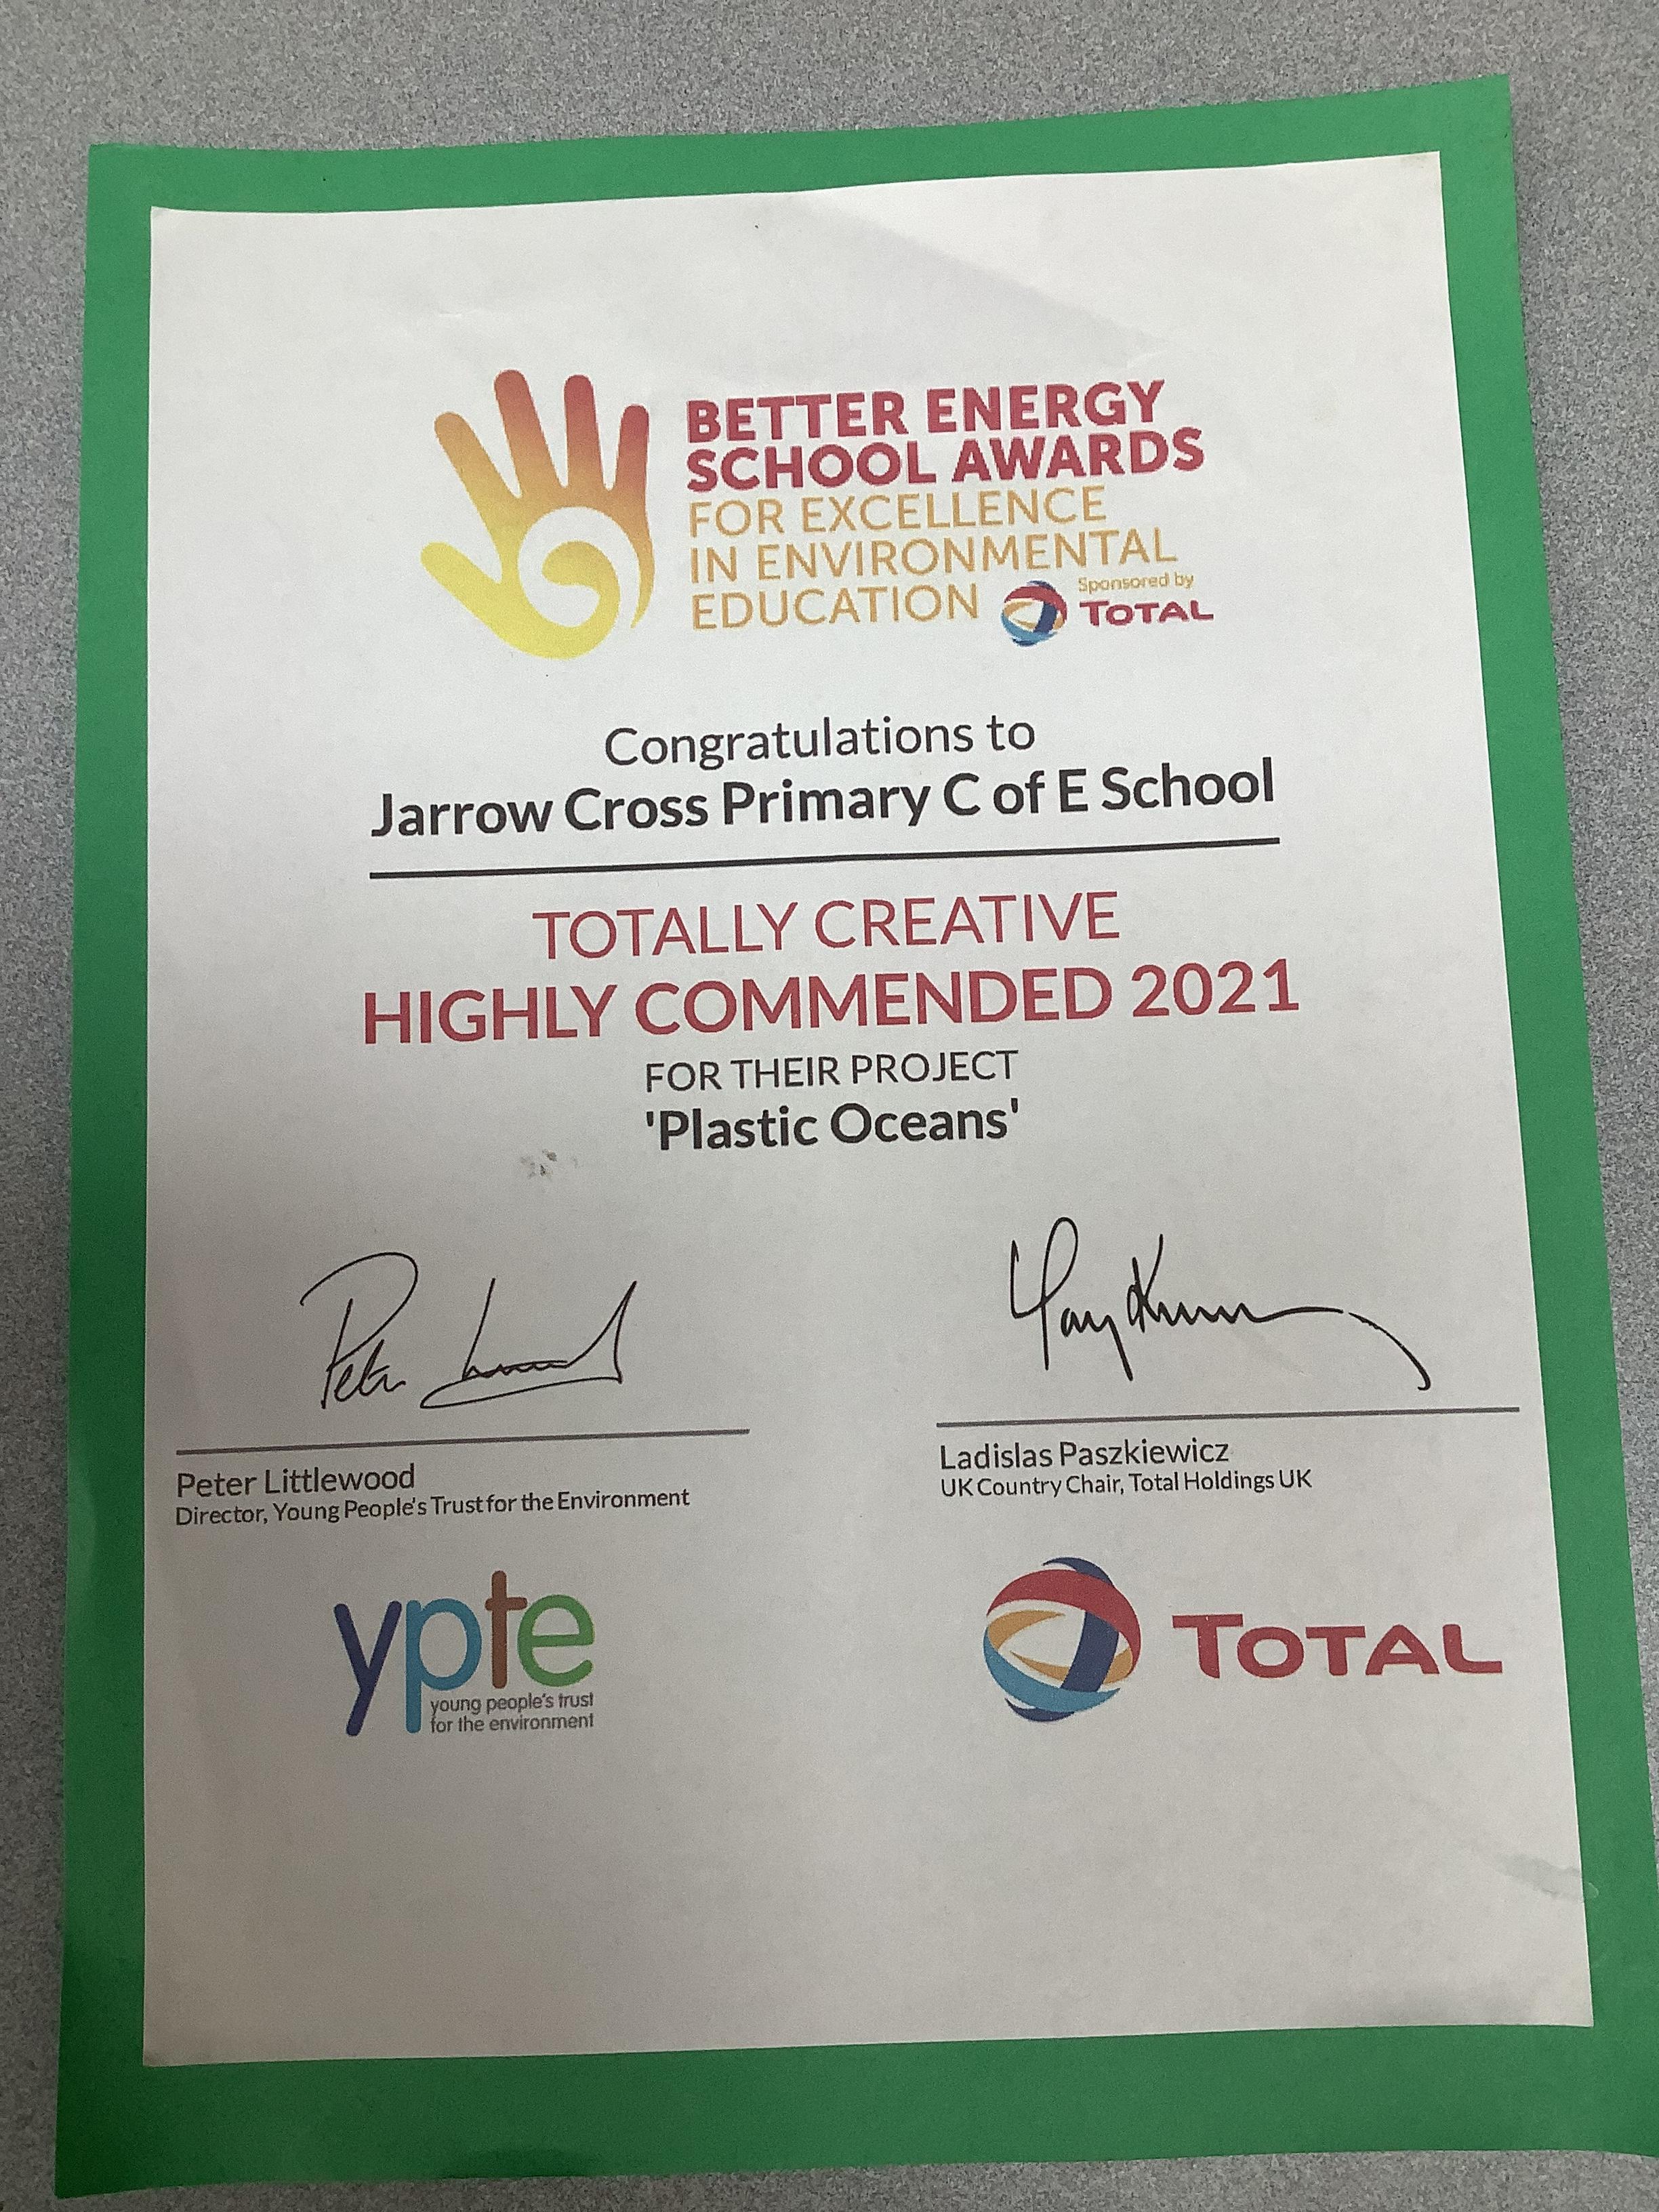 BETTER ENERGY
SCHOOL AWARDS
FOR EXCELLENCE
IN ENVIRONMENTAL
EDUCATION
Sponsored by
TOTAL
Congratulations to
Jarrow Cross Primary C of E School
TOTALLY CREATIVE
HIGHLY COMMENDED 2021
FOR THEIR PROJECT
'Plastic Oceans'
Peter Littlewood
Director, Young People's Trust for the Environment
Ladislas Paszkiewicz
UK Country Chair, Total Holdings UK
ypte
young people's trust
for the environment
TOTAL